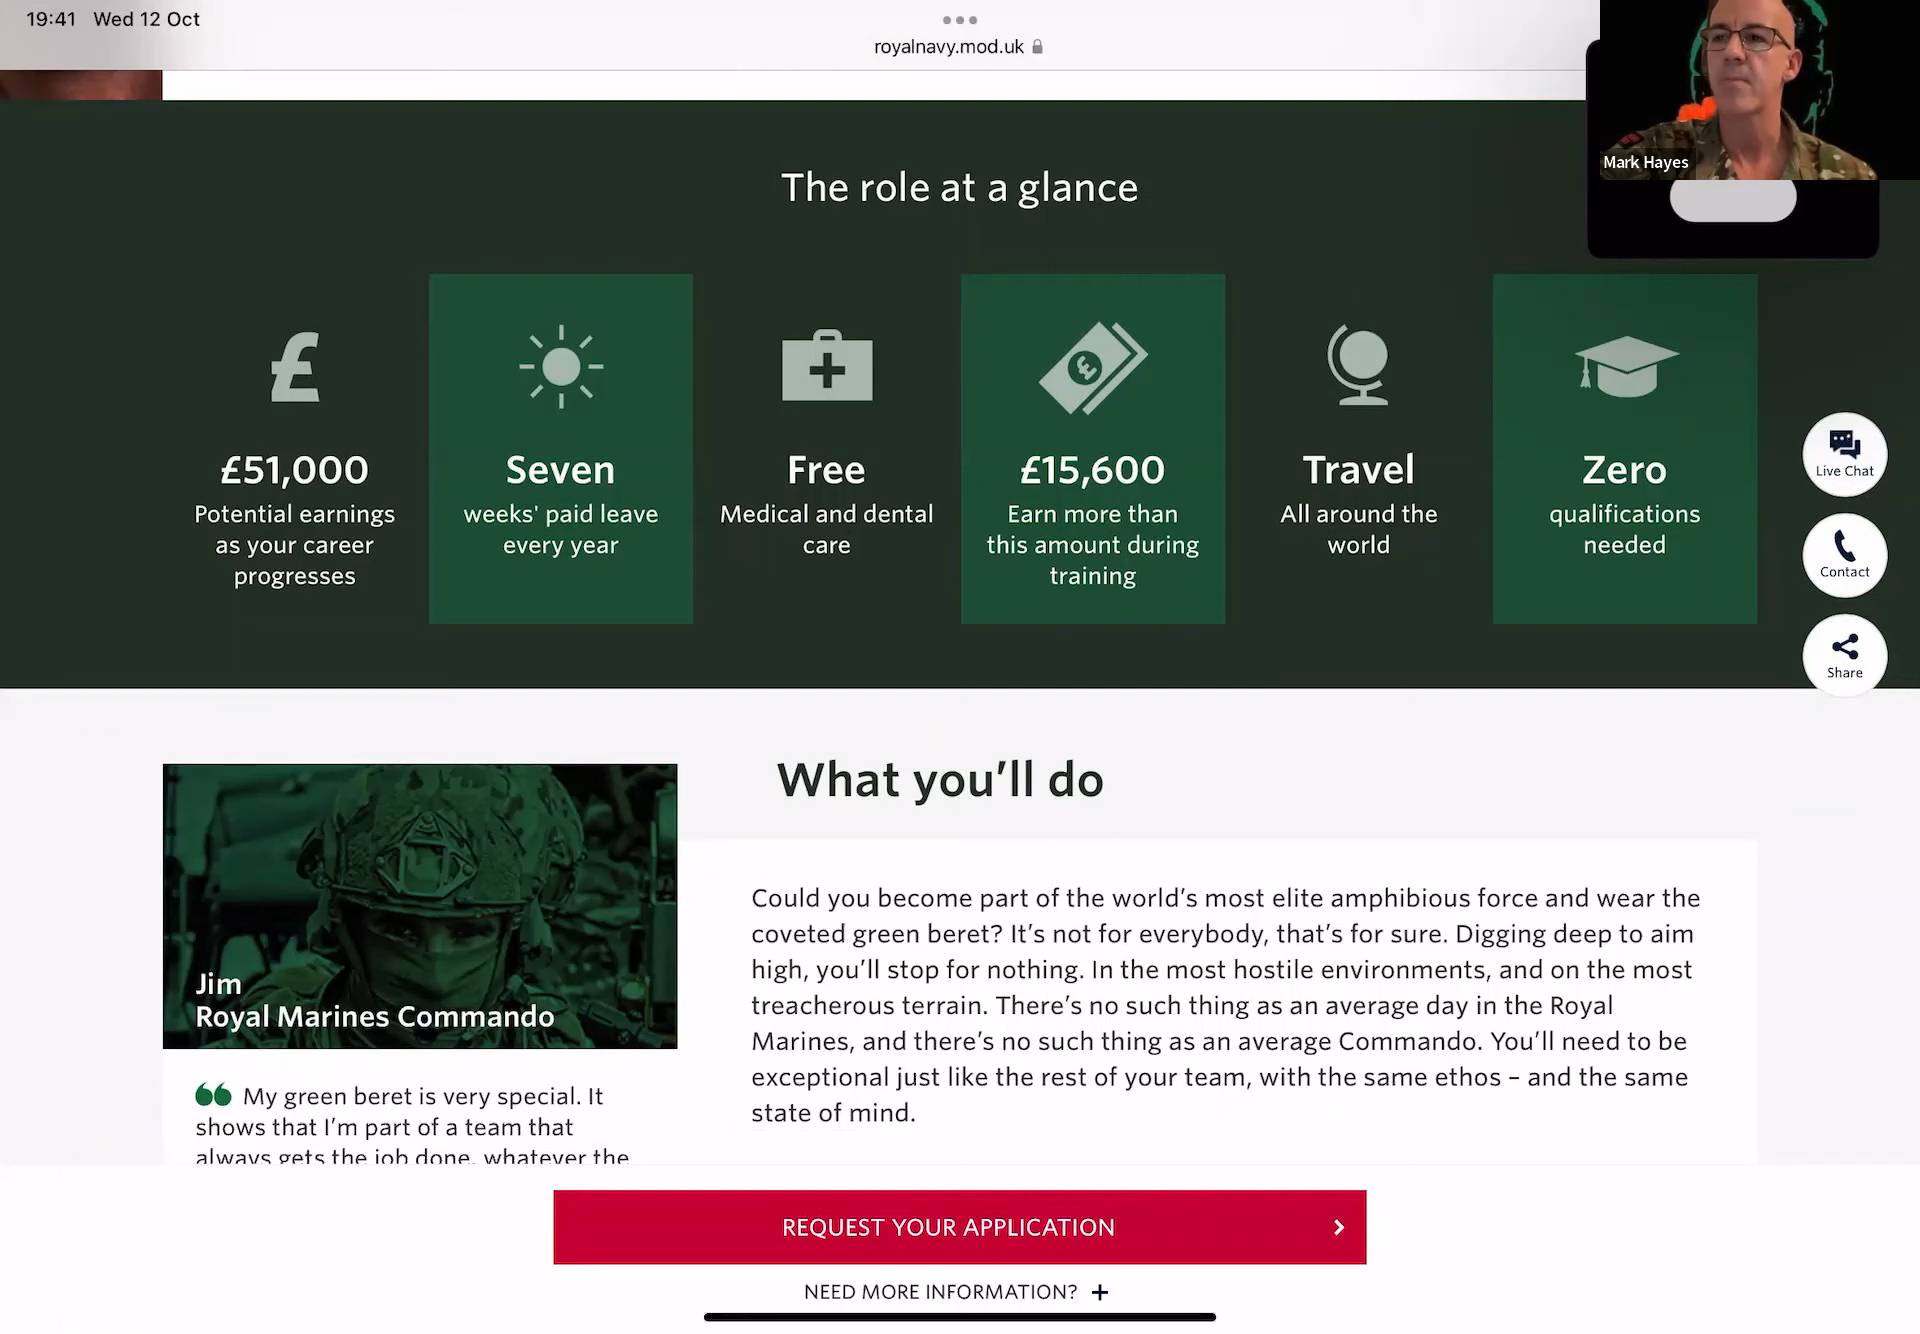 19:41 Wed 12 Oct
royalnavy.mod.uk
Mark Hayes
The role at a glance
£
£51,000
Potential earnings
as your career
progresses
Seven
weeks' paid leave
every year
Free
Medical and dental
care
£
£15,600
Earn more than
this amount during
training
Travel
All around the
world
Zero
qualifications
needed
Live Chat
Contact
Share
Jim
Royal Marines Commando
“ My green beret is very special. It
shows that I’m part of a team that
always gets the job done, whatever the
What you’ll do
Could you become part of the world’s most elite amphibious force and wear the
coveted green beret? It’s not for everybody, that’s for sure. Digging deep to aim
high, you’ll stop for nothing. In the most hostile environments, and on the most
treacherous terrain. There’s no such thing as an average day in the Royal
Marines, and there’s no such thing as an average Commando. You’ll need to be
exceptional just like the rest of your team, with the same ethos – and the same
state of mind.
REQUEST YOUR APPLICATION
NEED MORE INFORMATION? +